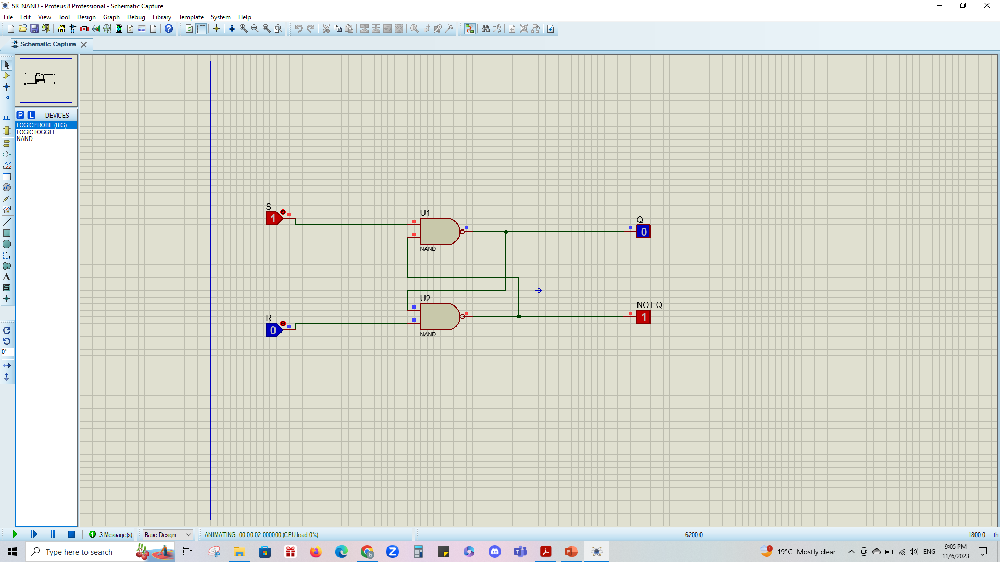 SR_NAND - Proteus 8 Professional - Schematic Capture
File Edit View Tool Design Graph Debug Library Template System Help
Schematic Capture
LBL
P L DEVICES
LOGICPROBE (BIG)
LOGICTOGGLE
NAND
A
S
0°
S
1
U1
NAND
Q
0
U2
NAND
R
0
NOT Q
1
3 Message(s)
Base Design
ANIMATING: 00:00:02.000000 (CPU load 0%)
-6200.0
-1800.0
th
Type here to search
1
19°C Mostly clear
ENG
9:05 PM
11/6/2023